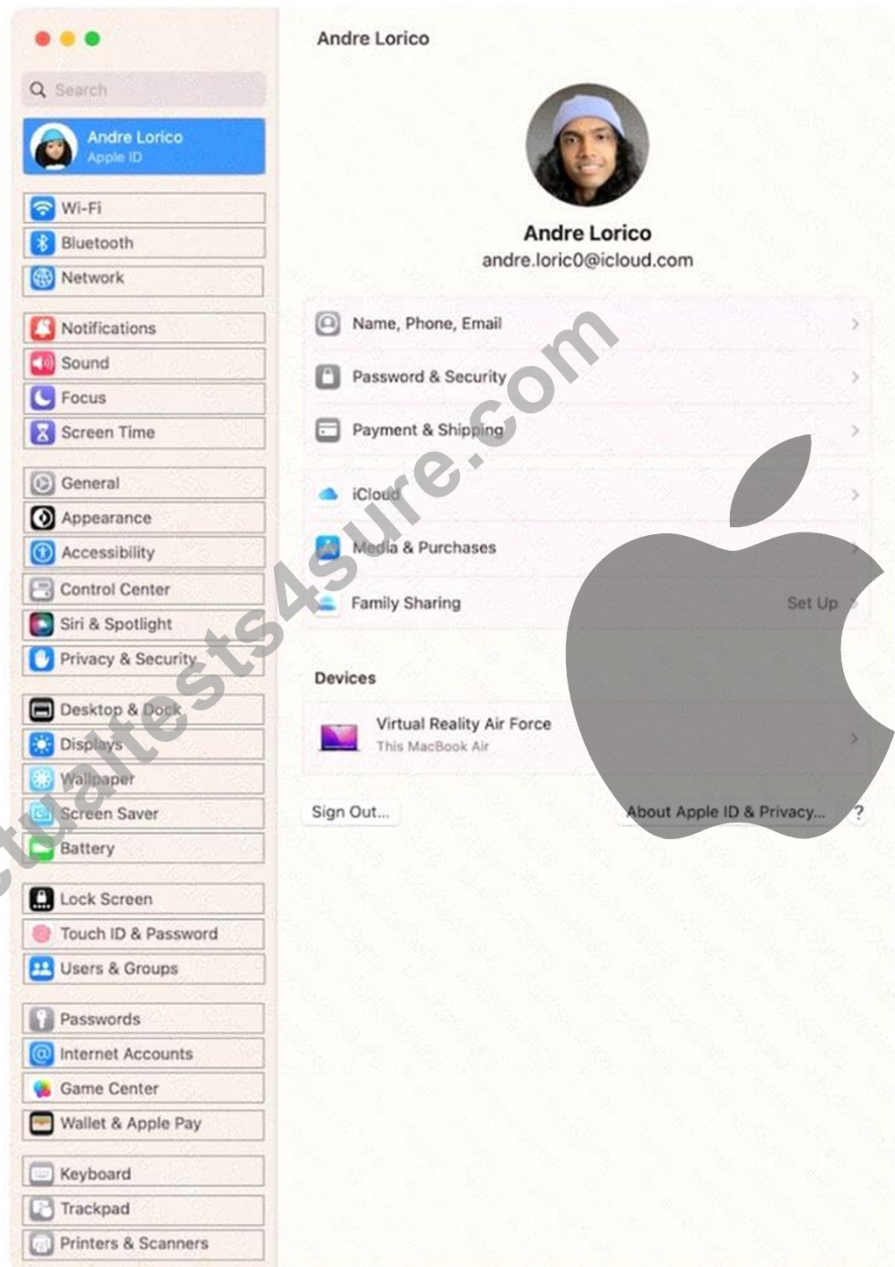 Andre Lorico
Search
Andre Lorico
Apple ID
Wi-Fi
Bluetooth
Network
Notifications
Sound
Focus
Screen Time
General
Appearance
Accessibility
Control Center
Siri & Spotlight
Privacy & Security
Desktop & Dock
Displays
Wallpaper
Screen Saver
Battery
Lock Screen
Touch ID & Password
Users & Groups
Passwords
Internet Accounts
Game Center
Wallet & Apple Pay
Keyboard
Trackpad
Printers & Scanners
Andre Lorico
andre.loric0@icloud.com
Name, Phone, Email
Password & Security
Payment & Shipping
iCloud
Media & Purchases
Family Sharing
Set Up
Devices
Virtual Reality Air Force
This MacBook Air
Sign Out...
About Apple ID & Privacy...
?
ctualtests4sure.com